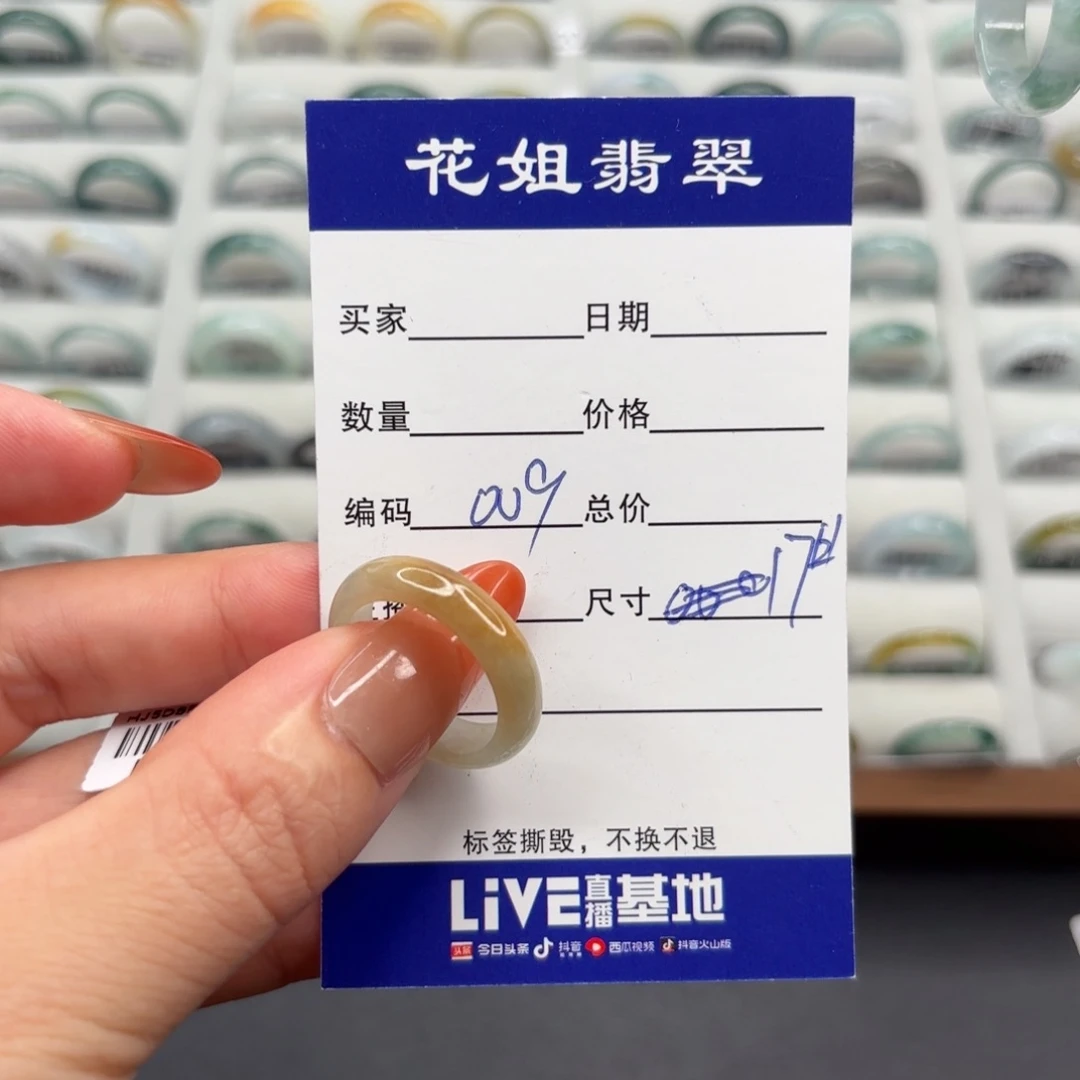 花姐翡翠
买家 日期
数量 价格
编码 009 总价
尺寸 17
标签撕毁，不换不退
LiVE直播基地
头条 今日头条 抖音 西瓜视频 抖音火山版